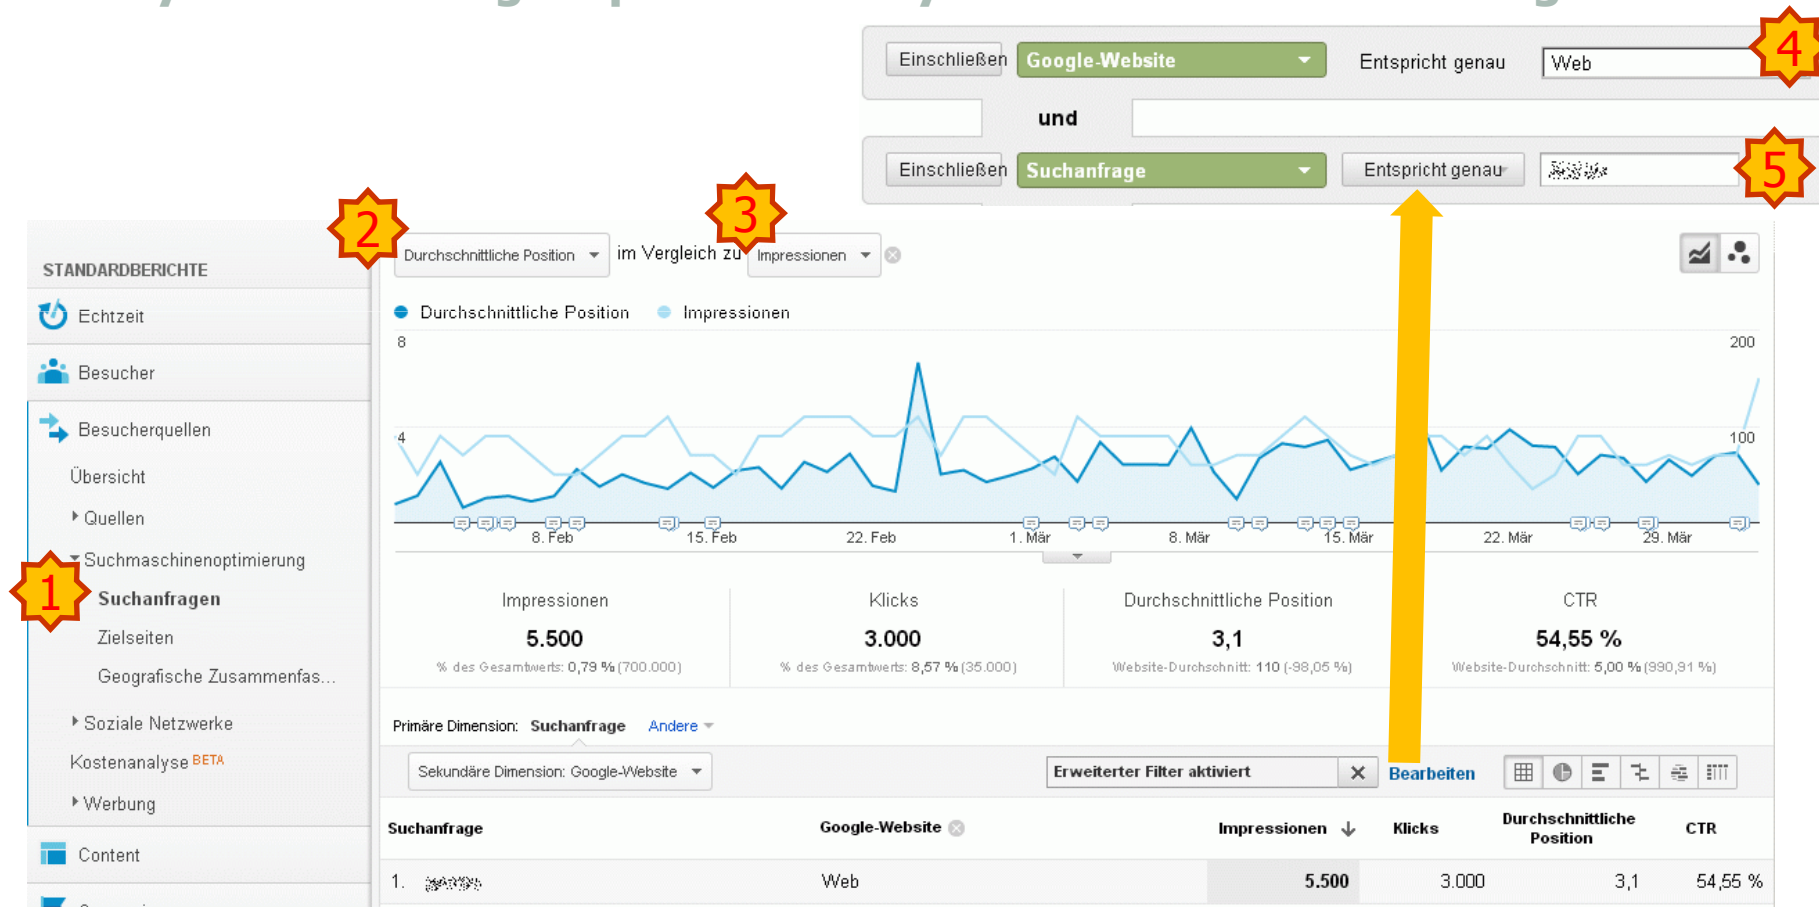 Einschließen Google-Website Entspricht genau Web 4
und
Einschließen Suchanfrage Entspricht genau 5
2 Durchschnittliche Position im Vergleich zu 3 Impressionen
STANDARDBERICHTE
Echtzeit
Besucher
Besucherquellen
Übersicht
Quellen
Suchmaschinenoptimierung
1 Suchanfragen
Zielseiten
Geografische Zusammenfas...
Soziale Netzwerke
Kostenanalyse BETA
Werbung
Content
Durchschnittliche Position Impressionen
8 200
4 100
8. Feb 15. Feb 22. Feb 1. Mär 8. Mär 15. Mär 22. Mär 29. Mär
Impressionen Klicks Durchschnittliche Position CTR
5.500 3.000 3,1 54,55 %
% des Gesamtwerts: 0,79 % (700.000) % des Gesamtwerts: 8,57 % (35.000) Website-Durchschnitt: 110 (-98,05 %) Website-Durchschnitt: 5,00 % (990,91 %)
Primäre Dimension: Suchanfrage Andere
Sekundäre Dimension: Google-Website Erweiterter Filter aktiviert Bearbeiten
Suchanfrage Google-Website Impressionen Klicks Durchschnittliche Position CTR
1. Web 5.500 3.000 3,1 54,55 %